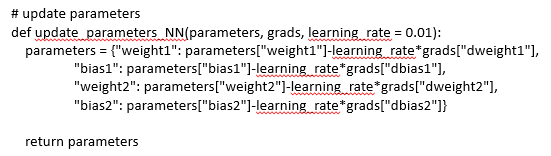 # update parameters
def update_parameters_NN(parameters, grads, learning_rate = 0.01):
parameters = {"weight1": parameters["weight1"]-learning_rate*grads["dweight1"],
"bias1": parameters["bias1"]-learning_rate*grads["dbias1"],
"weight2": parameters["weight2"]-learning_rate*grads["dweight2"],
"bias2": parameters["bias2"]-learning_rate*grads["dbias2"]}
return parameters